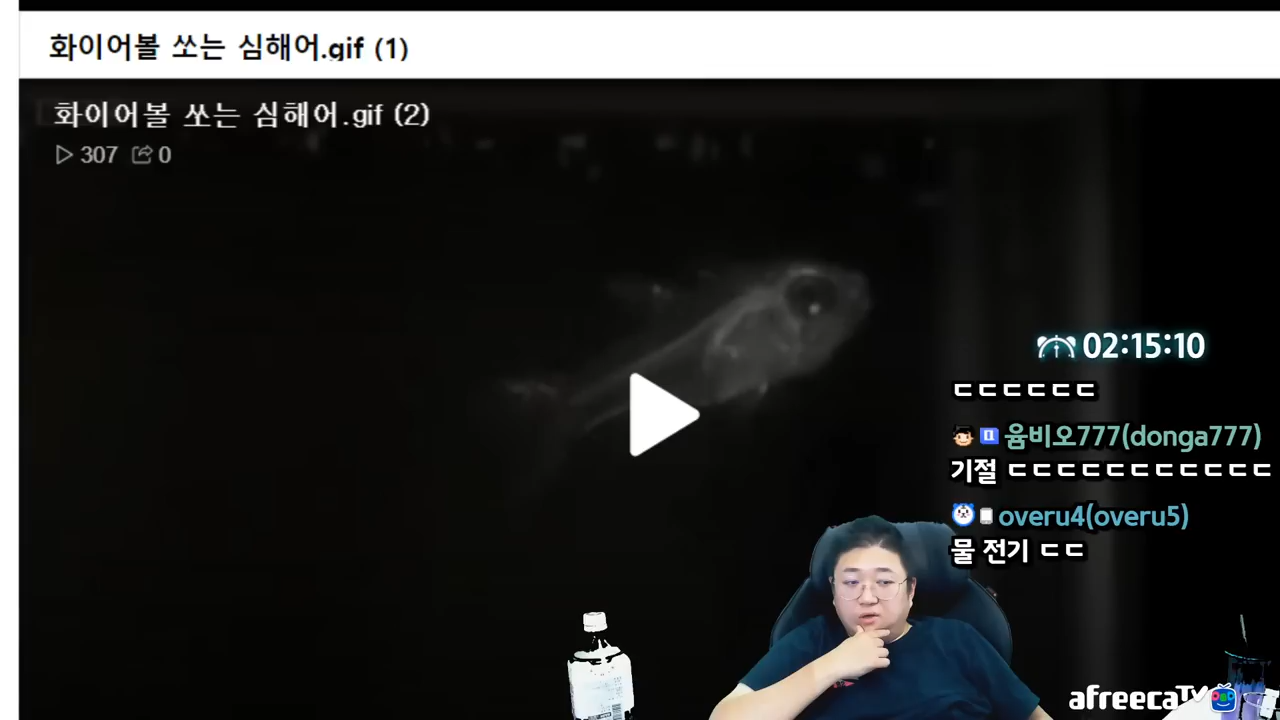 화이어볼 쏘는 심해어.gif (1)
화이어볼 쏘는 심해어.gif (2)
307 0
02:15:10
ㄷㄷㄷㄷㄷㄷ
윰비오777(donga777)
기절 ㄷㄷㄷㄷㄷㄷㄷㄷㄷㄷㄷ
overu4(overu5)
물 전기 ㄷㄷ
afreecaTV